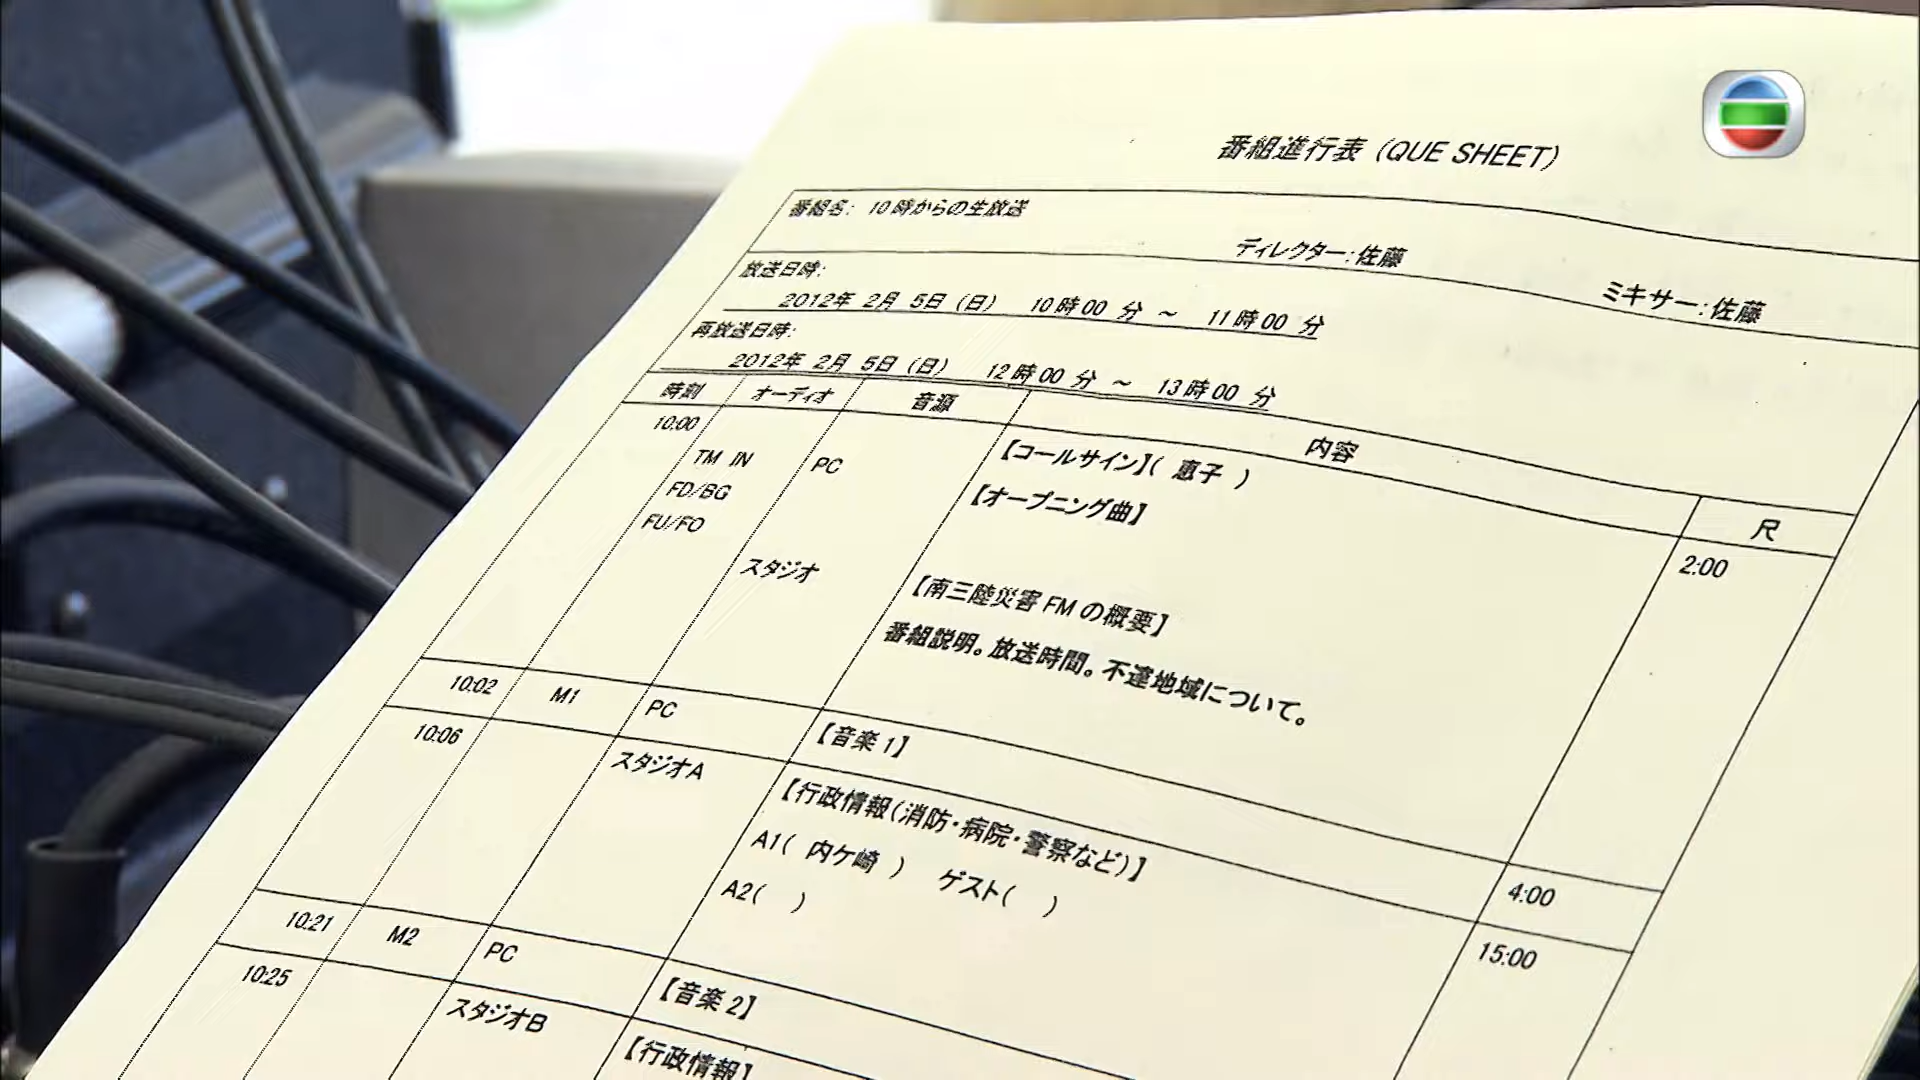 番組進行表 (QUE SHEET)
番組名: 10時からの生放送
ディレクター:佐藤
ミキサー:佐藤
放送日時:
2012年 2月 5日 (日) 10時00 分 ~ 11時00 分
再放送日時:
2012年 2月 5日 (日) 12時00 分 ~ 13時00 分
時刻 オーディオ 音源 内容 尺
10:00
TM IN PC 【コールサイン】( 恵子 ) 2:00
FD/BG 【オープニング曲】
FU/FO
スタジオ 【南三陸災害 FM の概要】
番組説明。放送時間。不達地域について。
10:02 M1 PC 【音楽 1】 4:00
10:06 スタジオA 【行政情報(消防・病院・警察など)】 15:00
A1( 内ケ崎 ) ゲスト( )
A2( )
10:21 M2 PC 【音楽 2】
10:25 スタジオB 【行政情報】